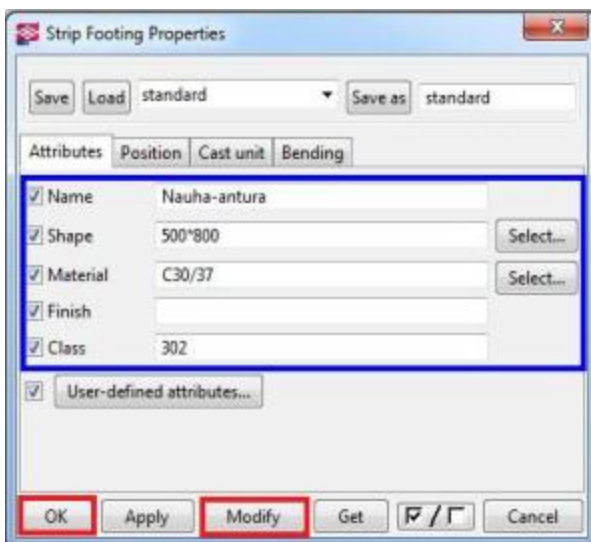 Strip Footing Properties
Save Load standard Save as standard
Attributes Position Cast unit Bending
Name Nauha-antura
Shape 500*800 Select...
Material C30/37 Select...
Finish
Class 302
User-defined attributes...
OK Apply Modify Get / Cancel